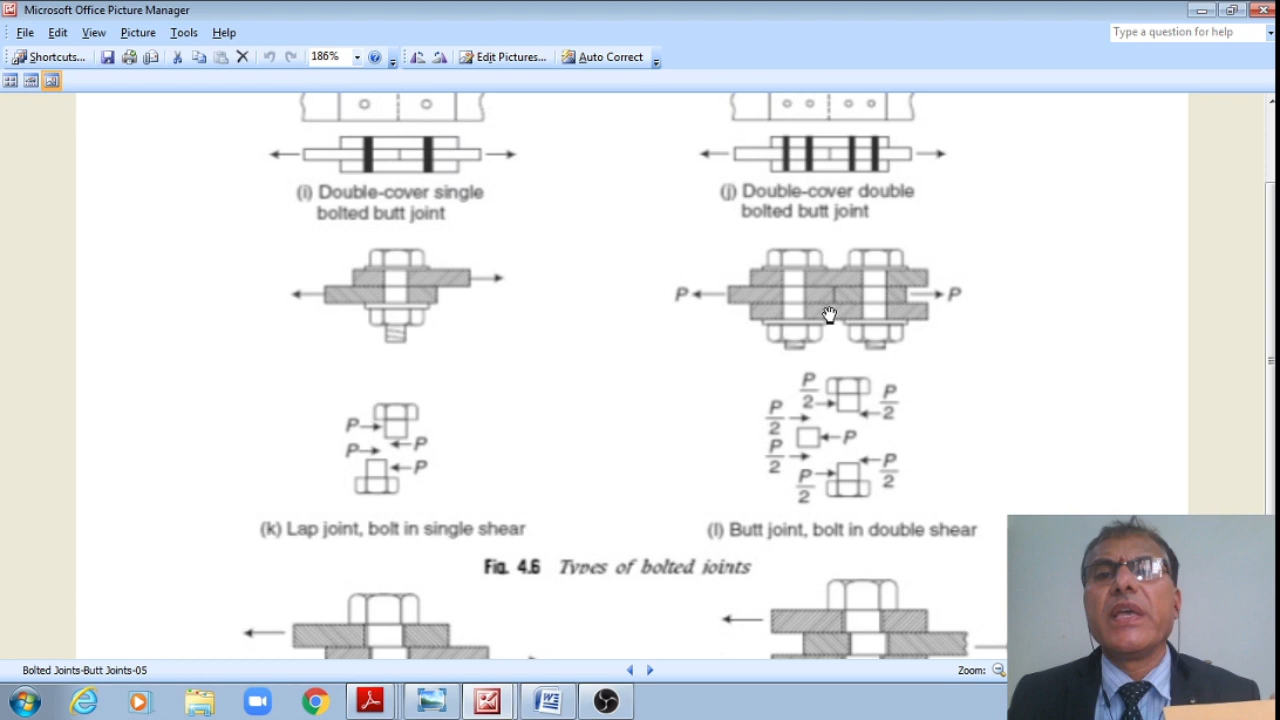 Microsoft Office Picture Manager
File Edit View Picture Tools Help
Type a question for help
Shortcuts... 186% Edit Pictures... Auto Correct
(i) Double-cover single
bolted butt joint
(j) Double-cover double
bolted butt joint
P P
P
P
P
P
P/2 P/2
P/2 P
P/2 P/2
P/2
(k) Lap joint, bolt in single shear
(l) Butt joint, bolt in double shear
Fig. 4.6 Types of bolted joints
Bolted Joints-Butt Joints-05
Zoom: